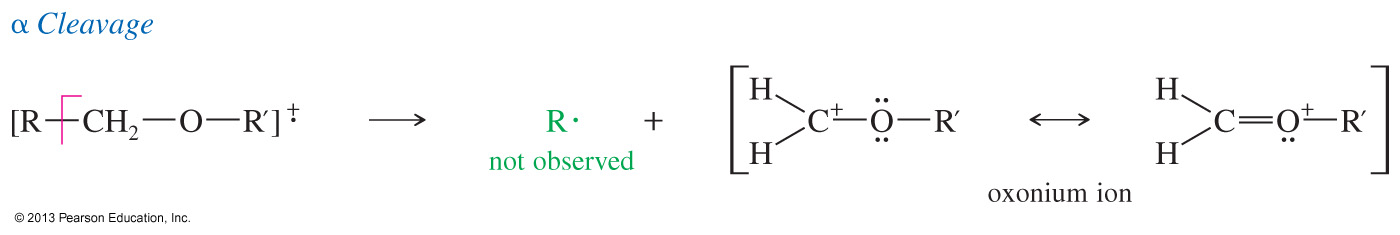 α Cleavage
[R—CH₂—O—R′]⁺· → R· + [H H C⁺—Ö—R′ ↔ H H C=O⁺—R′]
not observed
oxonium ion
© 2013 Pearson Education, Inc.